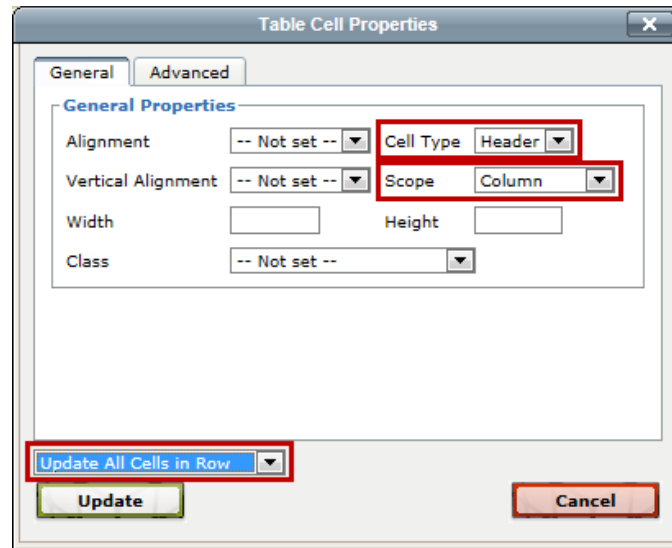 Table Cell Properties X
General Advanced
General Properties
Alignment -- Not set -- Cell Type Header
Vertical Alignment -- Not set -- Scope Column
Width Height
Class -- Not set --
Update All Cells in Row
Update Cancel